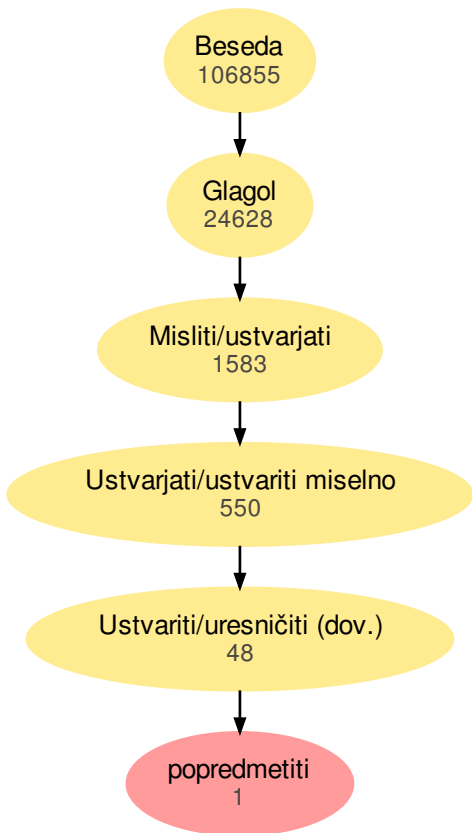 Beseda
106855
Glagol
24628
Misliti/ustvarjati
1583
Ustvarjati/ustvariti miselno
550
Ustvariti/uresničiti (dov.)
48
popredmetiti
1